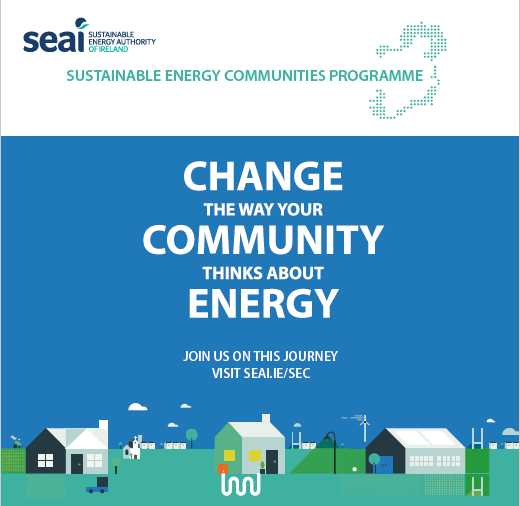 seai SUSTAINABLE
ENERGY AUTHORITY
OF IRELAND
SUSTAINABLE ENERGY COMMUNITIES PROGRAMME
CHANGE
THE WAY YOUR
COMMUNITY
THINKS ABOUT
ENERGY
JOIN US ON THIS JOURNEY
VISIT SEAI.IE/SEC